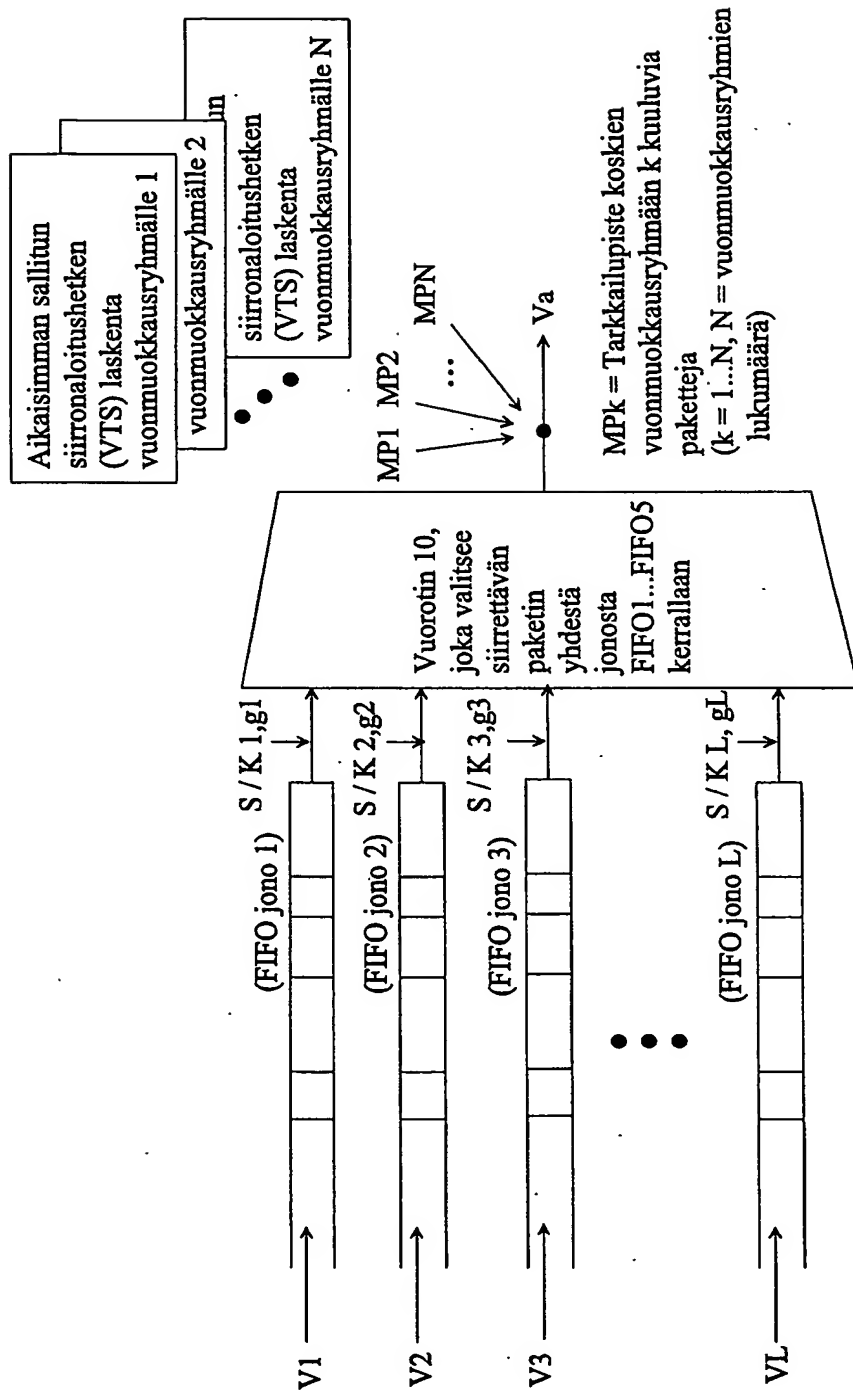 Aikaisimman sallitun
siirronaloitushetken
(VTS) laskenta
vuonmuokkausryhmälle 1
vuonmuokkausryhmälle 2
un
siirronaloitushetken
(VTS) laskenta
vuonmuokkausryhmälle N
V1
(FIFO jono 1)
S / K 1,g1
V2
(FIFO jono 2)
S / K 2,g2
V3
(FIFO jono 3)
S / K 3,g3
VL
(FIFO jono L)
S / K L, gL
Vuorotin 10,
joka valitsee
siirrettävän
paketin
yhdestä
jonosta
FIFO1...FIFO5
kerrallaan
MP1 MP2
...
MPN
Va
MPk = Tarkkailupiste koskien
vuonmuokkausryhmään k kuuluvia
paketteja
(k = 1...N, N = vuonmuokkausryhmien
lukumäärä)